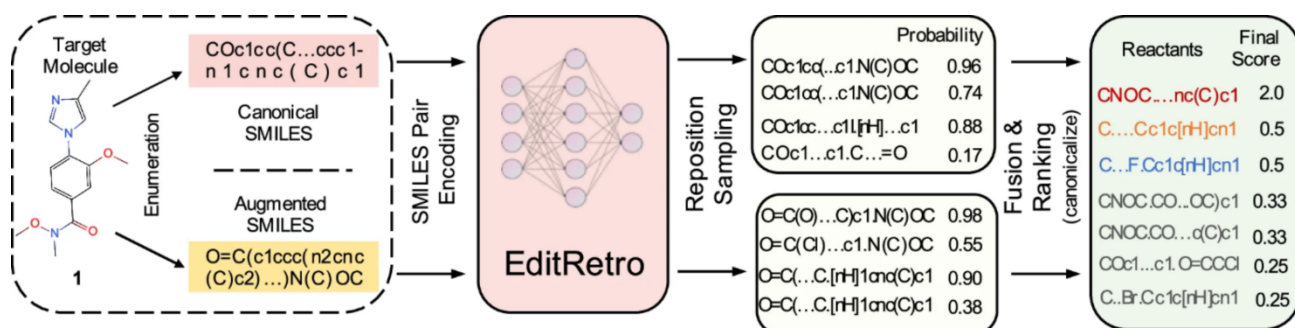 Target
Molecule
N
N
O
O
N
O
1
Enumeration
COc1cc(C...ccc1-
n1cnc(C)c1
Canonical
SMILES
Augmented
SMILES
O=C(c1ccc(n2cnc
(C)c2)...)N(C)OC
SMILES Pair
Encoding
EditRetro
Reposition
Sampling
Probability
COc1cc(...c1.N(C)OC 0.96
COc1cc(...c1.N(C)OC 0.74
COc1cc...c1I.[nH]...c1 0.88
COc1...c1.C...=O 0.17
O=C(O)...C)c1.N(C)OC 0.98
O=C(Cl)...c1.N(C)OC 0.55
O=C(...C.[nH]1cnc(C)c1 0.90
O=C(...C.[nH]1cnc(C)c1 0.38
Fusion &
Ranking
(canonicalize)
Reactants Final
Score
CNOC....nc(C)c1 2.0
C....Cc1c[nH]cn1 0.5
C...F.Cc1c[nH]cn1 0.5
CNOC.CO...OC)c1 0.33
CNOC.CO...c(C)c1 0.33
COc1...c1.O=CCCl 0.25
C..Br.Cc1c[nH]cn1 0.25